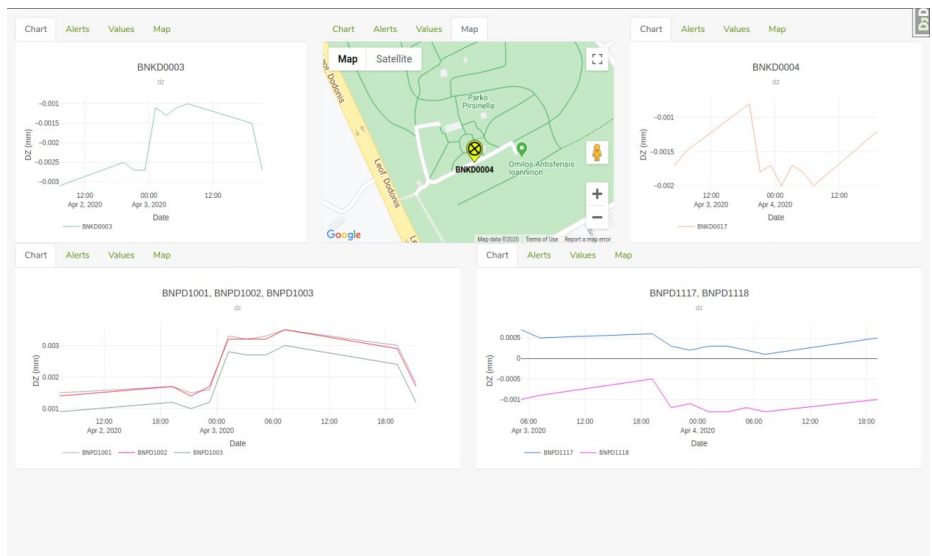 Chart Alerts Values Map
BNKD0003
dz
−0.001
−0.0015
−0.002
−0.0025
−0.003
DZ (mm)
12:00 00:00 12:00
Apr 2, 2020 Apr 3, 2020
Date
BNKD0003
Chart Alerts Values Map
Map Satellite
Parko
Pirsinella
Leof. Dodonis
BNKD0004
Omilos Antisferisis
Ioanninon
Google
Map data ©2020 Terms of Use Report a map error
Chart Alerts Values Map
BNKD0004
dz
−0.001
−0.0015
−0.002
DZ (mm)
12:00 00:00 12:00
Apr 3, 2020 Apr 4, 2020
Date
BNKD0017
Chart Alerts Values Map
BNPD1001, BNPD1002, BNPD1003
dz
0.003
0.002
0.001
DZ (mm)
12:00 18:00 00:00 06:00 12:00 18:00
Apr 2, 2020 Apr 3, 2020
Date
BNPD1001 BNPD1002 BNPD1003
Chart Alerts Values Map
BNPD1117, BNPD1118
dz
0.0005
0
−0.0005
−0.001
DZ (mm)
06:00 12:00 18:00 00:00 06:00 12:00 18:00
Apr 3, 2020 Apr 4, 2020
Date
BNPD1117 BNPD1118